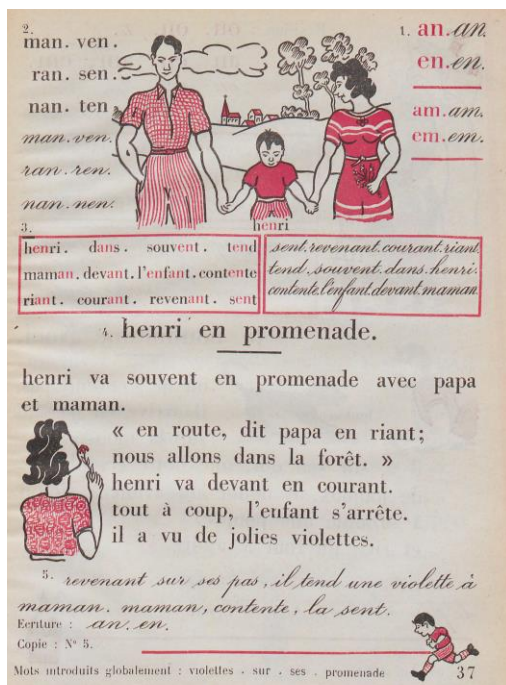 2.
man. ven.
ran. sen.
nan. ten
man. ven.
ran. ren.
nan. nen.
1. an. an.
en. en.
am. am.
em. em.
henri
3.
henri. dans. souvent. tend
maman. devant. l'enfant. contente
riant. courant. revenant. sent
sent. revenant. courant. riant.
tend. souvent. dans. henri.
contente. l'enfant. devant. maman
4. henri en promenade.
henri va souvent en promenade avec papa
et maman.
« en route, dit papa en riant;
nous allons dans la forêt. »
henri va devant en courant.
tout à coup, l'enfant s'arrête.
il a vu de jolies violettes.
5. revenant sur ses pas, il tend une violette à
maman. maman, contente, la sent.
Ecriture : an. en.
Copie : N° 5.
Mots introduits globalement : violettes . sur . ses . promenade
37